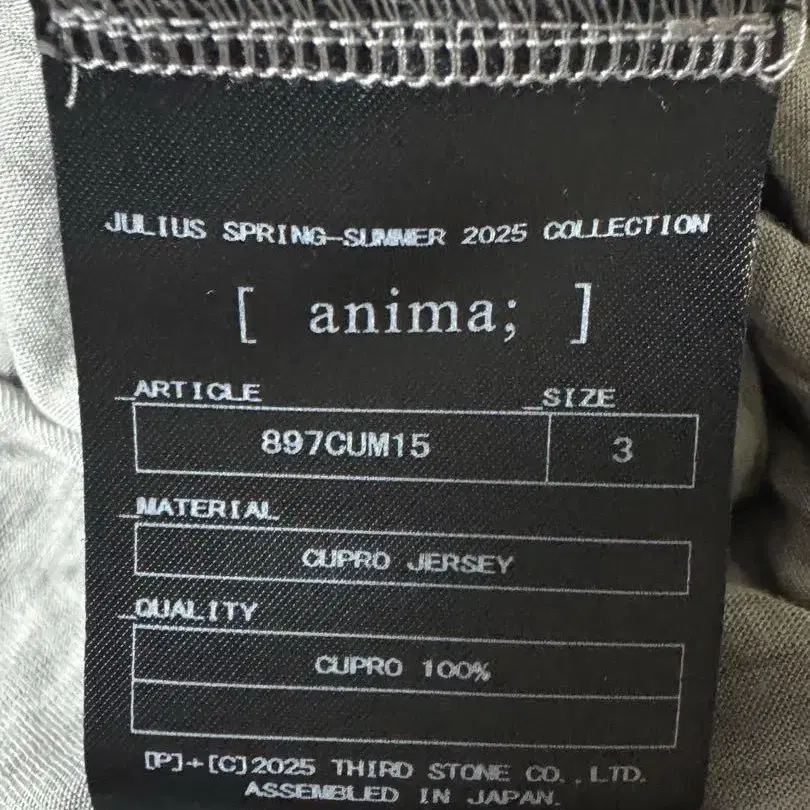 JULIUS SPRING-SUMMER 2025 COLLECTION
[ anima; ]
_ARTICLE _SIZE
897CUM15 3
_MATERIAL
CUPRO JERSEY
_QUALITY
CUPRO 100%
[P]+[C]2025 THIRD STONE CO.,LTD.
ASSEMBLED IN JAPAN.